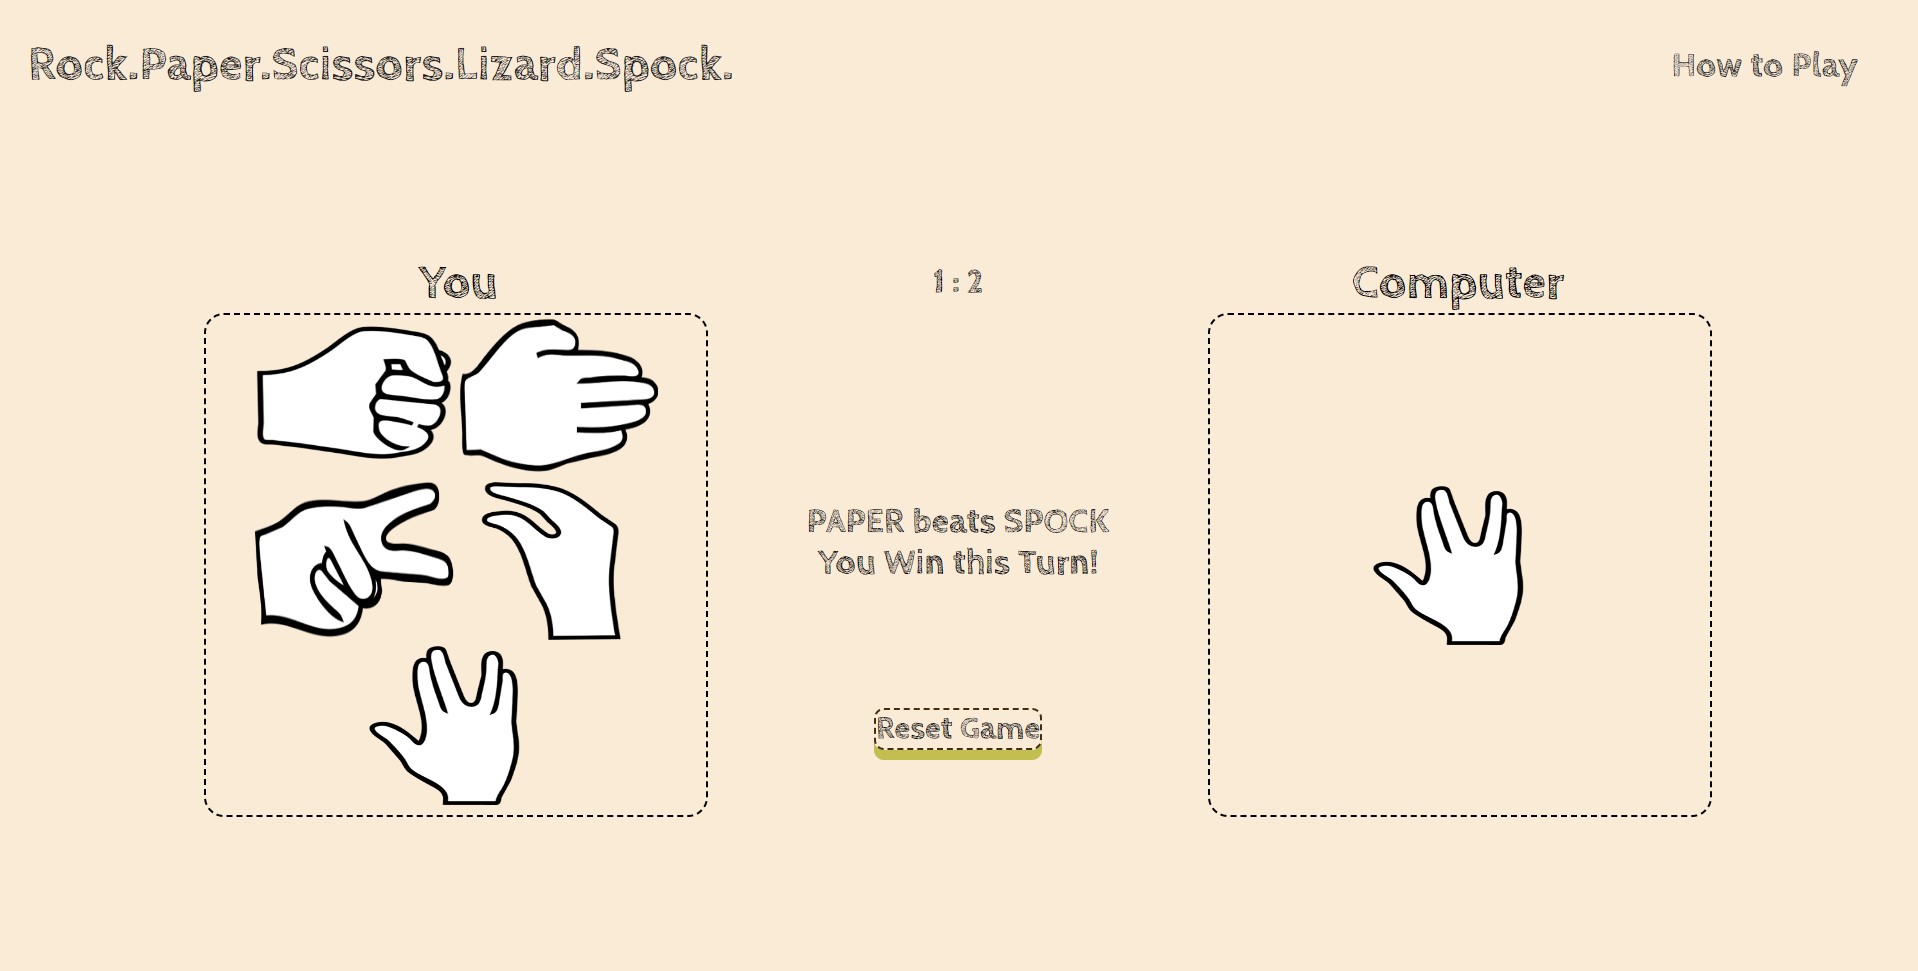 Rock.Paper.Scissors.Lizard.Spock.
How to Play
You
1 : 2
Computer
PAPER beats SPOCK
You Win this Turn!
Reset Game